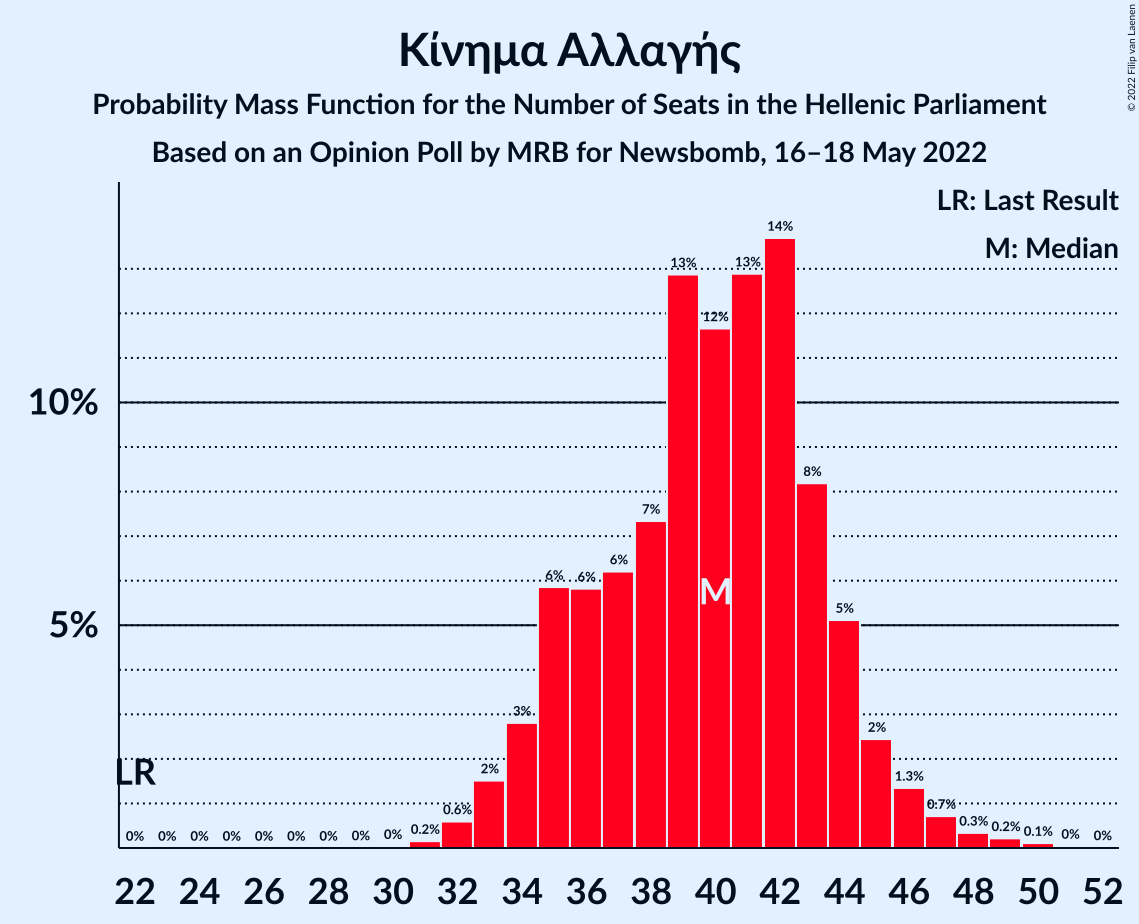 Κίνημα Αλλαγής
Probability Mass Function for the Number of Seats in the Hellenic Parliament
Based on an Opinion Poll by MRB for Newsbomb, 16–18 May 2022
© 2022 Filip van Laenen
LR: Last Result
M: Median
10%
5%
0% 0% 0% 0% 0% 0% 0% 0% 0% 0.2% 0.6% 2% 3% 6% 6% 6% 7% 13% 12% 13% 14% 8% 5% 2% 1.3% 0.7% 0.3% 0.2% 0.1% 0% 0%
M
LR
22 24 26 28 30 32 34 36 38 40 42 44 46 48 50 52